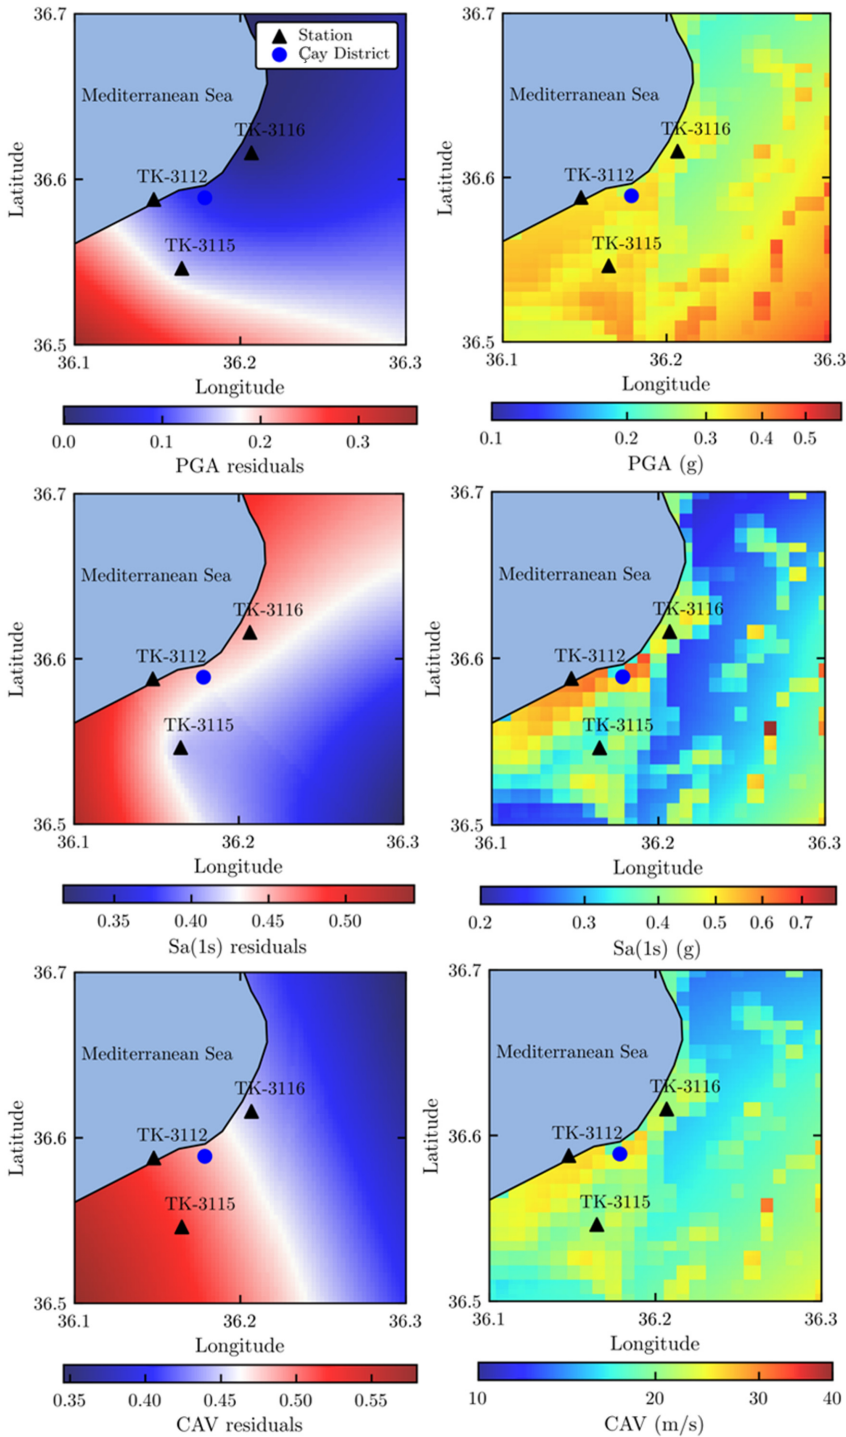 36.7
36.6
36.5
Latitude
Station
Çay District
Mediterranean Sea
TK-3116
TK-3112
TK-3115
36.1 36.2 36.3
Longitude
0.0 0.1 0.2 0.3
PGA residuals
36.7
36.6
36.5
Latitude
Mediterranean Sea
TK-3116
TK-3112
TK-3115
36.1 36.2 36.3
Longitude
0.1 0.2 0.3 0.4 0.5
PGA (g)
36.7
36.6
36.5
Latitude
Mediterranean Sea
TK-3116
TK-3112
TK-3115
36.1 36.2 36.3
Longitude
0.35 0.40 0.45 0.50
Sa(1s) residuals
36.7
36.6
36.5
Latitude
Mediterranean Sea
TK-3116
TK-3112
TK-3115
36.1 36.2 36.3
Longitude
0.2 0.3 0.4 0.5 0.6 0.7
Sa(1s) (g)
36.7
36.6
36.5
Latitude
Mediterranean Sea
TK-3116
TK-3112
TK-3115
36.1 36.2 36.3
Longitude
0.35 0.40 0.45 0.50 0.55
CAV residuals
36.7
36.6
36.5
Latitude
Mediterranean Sea
TK-3116
TK-3112
TK-3115
36.1 36.2 36.3
Longitude
10 20 30 40
CAV (m/s)